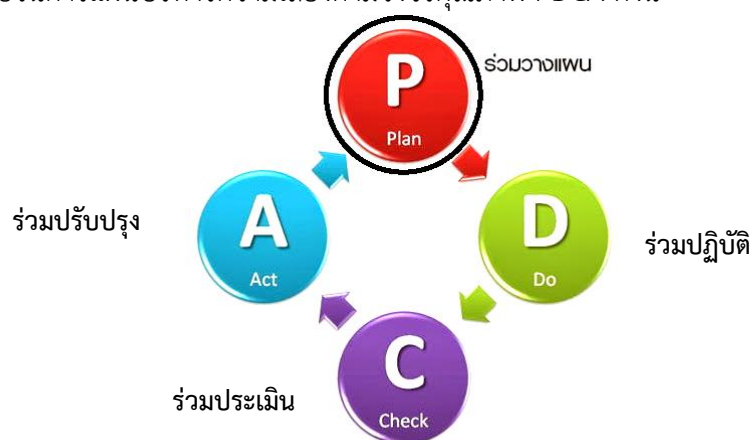 P
Plan
ร่วมวางแผน
A
Act
ร่วมปรับปรุง
D
Do
ร่วมปฏิบัติ
C
Check
ร่วมประเมิน